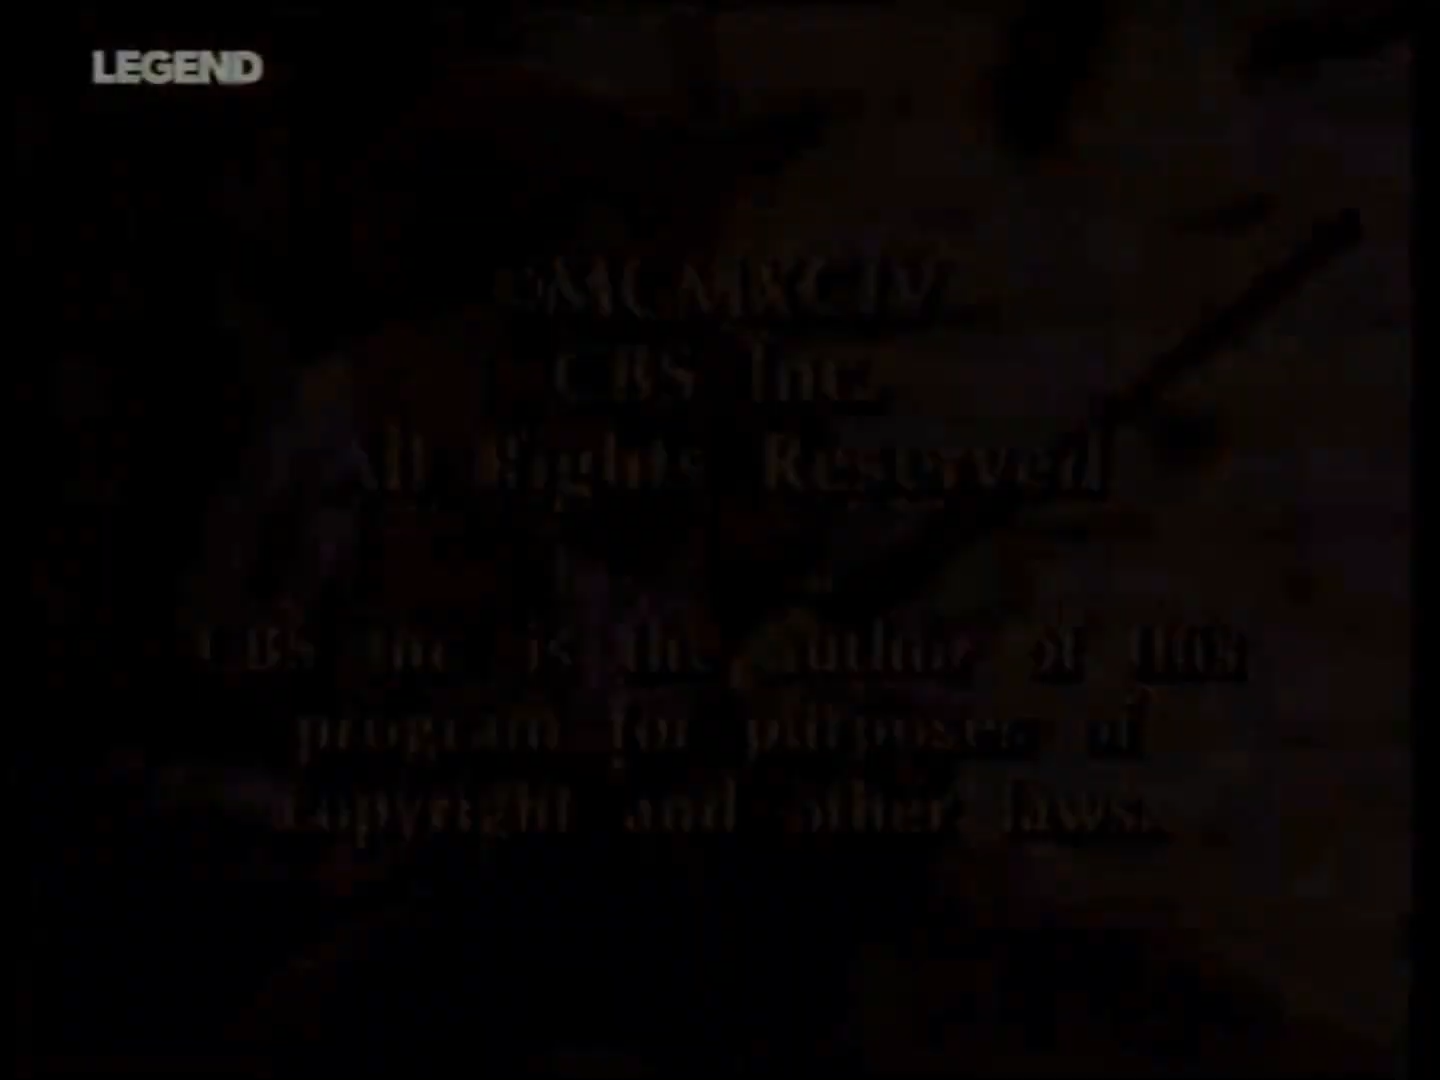 LEGEND
©MCMXCIV
CBS Inc.
All Rights Reserved
CBS Inc. is the author of this
program for purposes of
copyright and other laws.